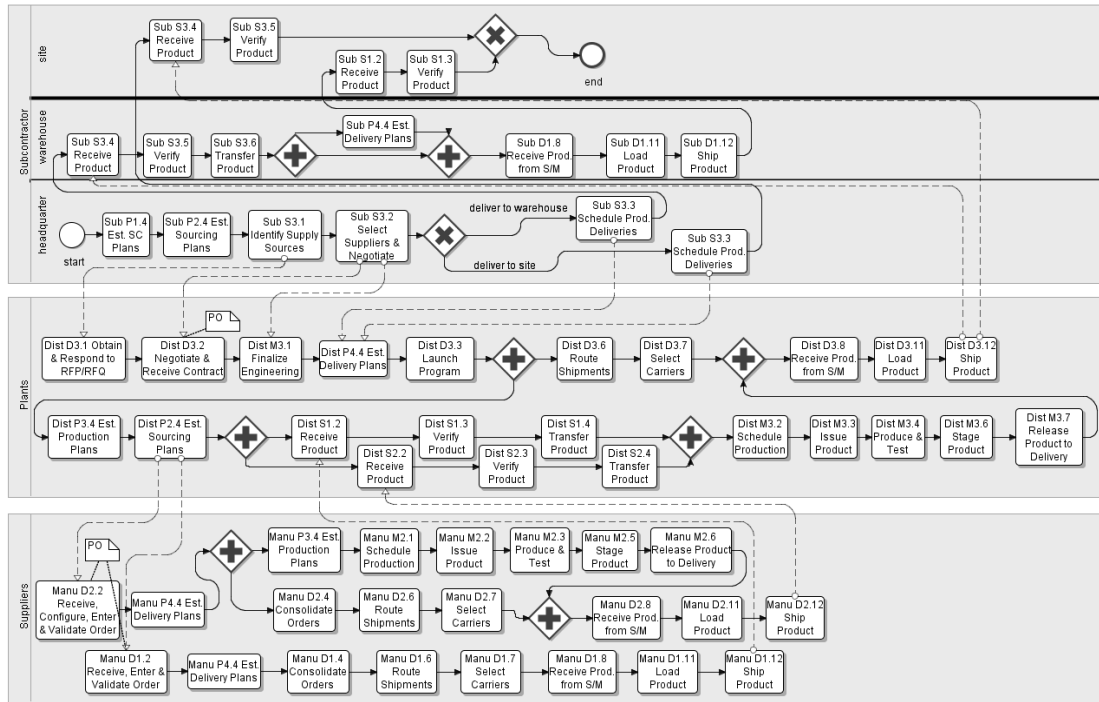 Subcontractor
site
Sub S3.4
Receive
Product
Sub S3.5
Verify
Product
Sub S1.2
Receive
Product
Sub S1.3
Verify
Product
end
warehouse
Sub S3.4
Receive
Product
Sub S3.5
Verify
Product
Sub S3.6
Transfer
Product
Sub P4.4 Est.
Delivery Plans
Sub D1.8
Receive Prod.
from S/M
Sub D1.11
Load
Product
Sub D1.12
Ship
Product
headquarter
start
Sub P1.4
Est. SC
Plans
Sub P2.4 Est.
Sourcing
Plans
Sub S3.1
Identify Supply
Sources
Sub S3.2
Select
Suppliers &
Negotiate
deliver to warehouse
Sub S3.3
Schedule Prod.
Deliveries
deliver to site
Sub S3.3
Schedule Prod.
Deliveries
Plants
PO
Dist D3.1 Obtain
& Respond to
RFP/RFQ
Dist D3.2
Negotiate &
Receive Contract
Dist M3.1
Finalize
Engineering
Dist P4.4 Est.
Delivery Plans
Dist D3.3
Launch
Program
Dist D3.6
Route
Shipments
Dist D3.7
Select
Carriers
Dist D3.8
Receive Prod.
from S/M
Dist D3.11
Load
Product
Dist D3.12
Ship
Product
Dist P3.4 Est.
Production
Plans
Dist P2.4 Est.
Sourcing
Plans
Dist S1.2
Receive
Product
Dist S1.3
Verify
Product
Dist S1.4
Transfer
Product
Dist S2.2
Receive
Product
Dist S2.3
Verify
Product
Dist S2.4
Transfer
Product
Dist M3.2
Schedule
Production
Dist M3.3
Issue
Product
Dist M3.4
Produce &
Test
Dist M3.6
Stage
Product
Dist M3.7
Release
Product to
Delivery
Suppliers
PO
Manu D2.2
Receive,
Configure, Enter
& Validate Order
Manu P4.4 Est.
Delivery Plans
Manu P3.4 Est.
Production
Plans
Manu M2.1
Schedule
Production
Manu M2.2
Issue
Product
Manu M2.3
Produce &
Test
Manu M2.5
Stage
Product
Manu M2.6
Release Product
to Delivery
Manu D2.4
Consolidate
Orders
Manu D2.6
Route
Shipments
Manu D2.7
Select
Carriers
Manu D2.8
Receive Prod.
from S/M
Manu D2.11
Load
Product
Manu D2.12
Ship
Product
Manu D1.2
Receive, Enter &
Validate Order
Manu P4.4 Est.
Delivery Plans
Manu D1.4
Consolidate
Orders
Manu D1.6
Route
Shipments
Manu D1.7
Select
Carriers
Manu D1.8
Receive Prod.
from S/M
Manu D1.11
Load
Product
Manu D1.12
Ship
Product